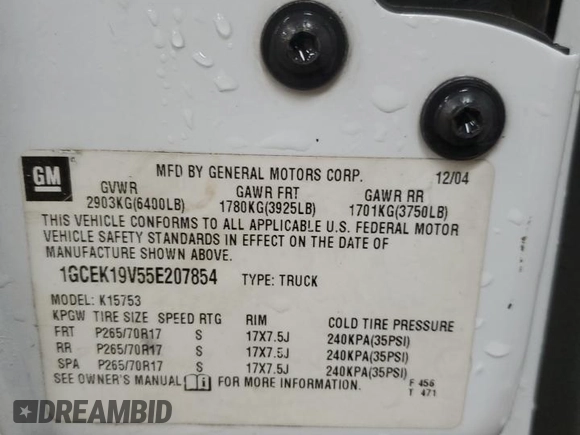 GM
MFD BY GENERAL MOTORS CORP. 12/04
GVWR GAWR FRT GAWR RR
2903KG(6400LB) 1780KG(3925LB) 1701KG(3750LB)
THIS VEHICLE CONFORMS TO ALL APPLICABLE U.S. FEDERAL MOTOR
VEHICLE SAFETY STANDARDS IN EFFECT ON THE DATE OF
MANUFACTURE SHOWN ABOVE.
1GCEK19V55E207854 TYPE: TRUCK
MODEL: K15753
KPGW TIRE SIZE SPEED RTG RIM COLD TIRE PRESSURE
FRT P265/70R17 S 17X7.5J 240KPA(35PSI)
RR P265/70R17 S 17X7.5J 240KPA(35PSI)
SPA P265/70R17 S 17X7.5J 240KPA(35PSI)
SEE OWNER'S MANUAL FOR MORE INFORMATION. F 456
T 471
DREAMBID